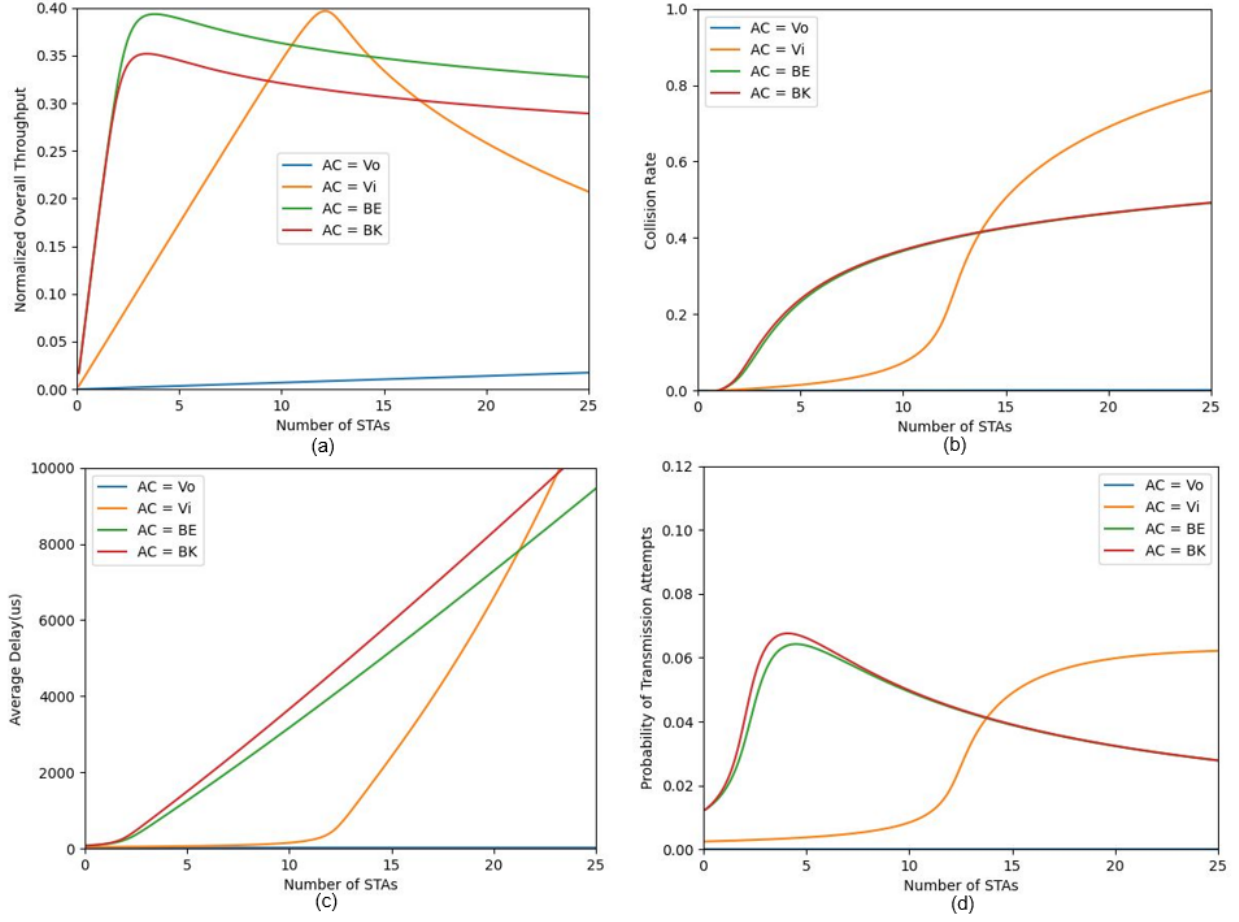 0.40
0.35
0.30
0.25
0.20
0.15
0.10
0.05
0.00
Normalized Overall Throughput
AC = Vo
AC = Vi
AC = BE
AC = BK
0 5 10 15 20 25
Number of STAs
(a)
1.0
0.8
0.6
0.4
0.2
0.0
Collision Rate
AC = Vo
AC = Vi
AC = BE
AC = BK
0 5 10 15 20 25
Number of STAs
(b)
10000
8000
6000
4000
2000
0
Average Delay(us)
AC = Vo
AC = Vi
AC = BE
AC = BK
0 5 10 15 20 25
Number of STAs
(c)
0.12
0.10
0.08
0.06
0.04
0.02
0.00
Probability of Transmission Attempts
AC = Vo
AC = Vi
AC = BE
AC = BK
0 5 10 15 20 25
Number of STAs
(d)